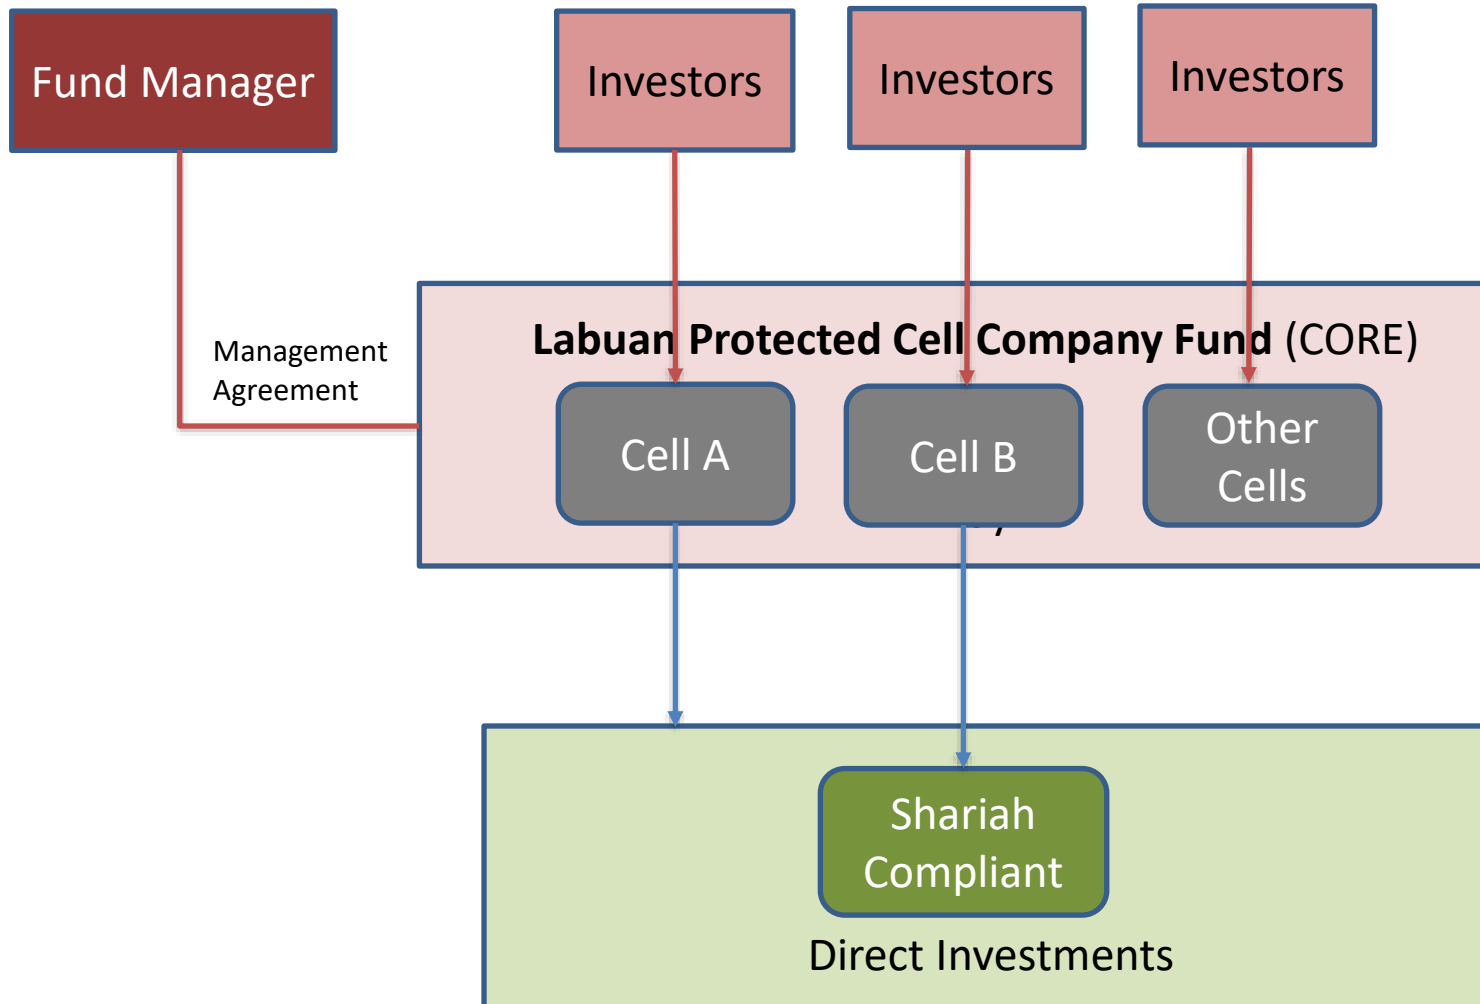 Fund Manager
Investors
Investors
Investors
Management
Agreement
Labuan Protected Cell Company Fund (CORE)
Cell A
Cell B
Other
Cells
Shariah
Compliant
Direct Investments